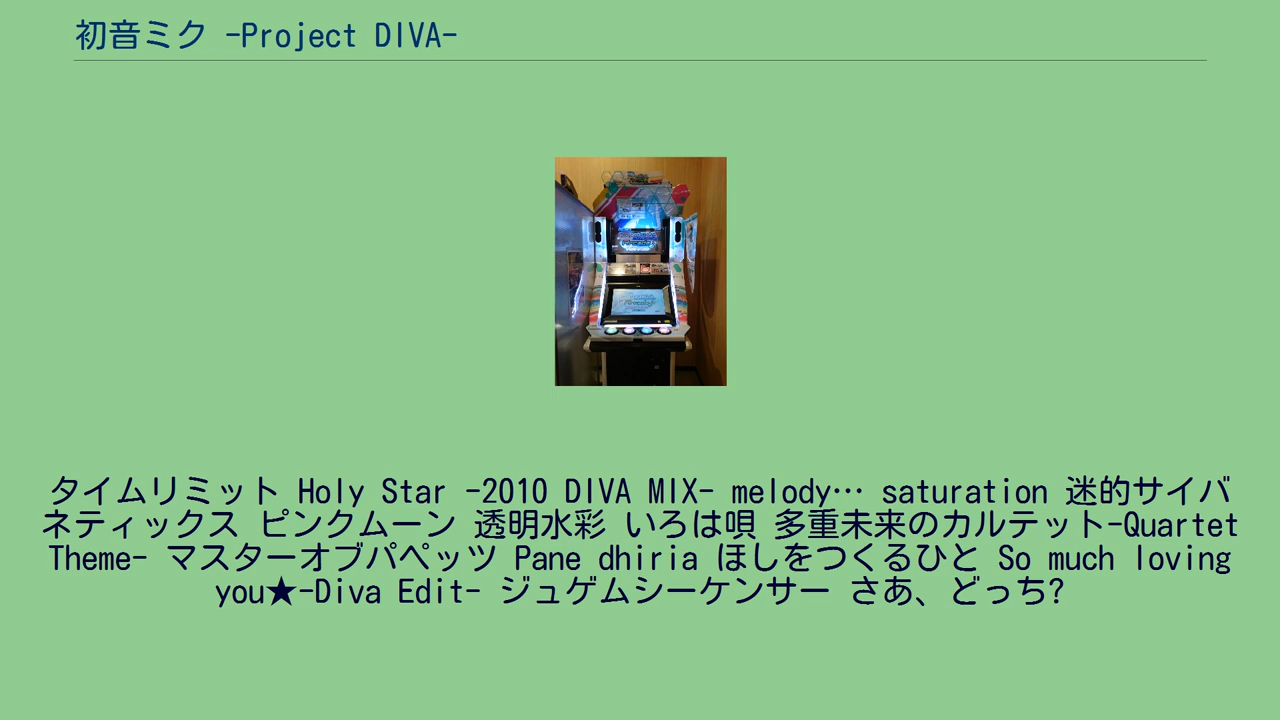 初音ミク -Project DIVA-
タイムリミット Holy Star -2010 DIVA MIX- melody… saturation 迷的サイバ
ネティックス ピンクムーン 透明水彩 いろは唄 多重未来のカルテット-Quartet
Theme- マスターオブパペッツ Pane dhiria ほしをつくるひと So much loving
you★-Diva Edit- ジュゲムシーケンサー さあ、どっち?